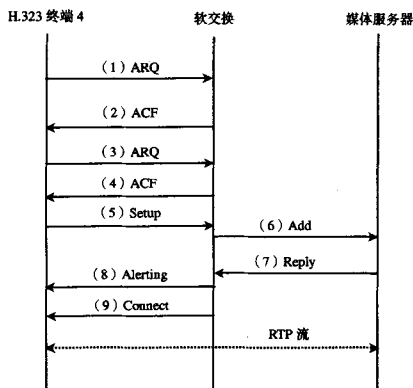 H.323 终端 4 软交换 媒体服务器
(1) ARQ
(2) ACF
(3) ARQ
(4) ACF
(5) Setup
(6) Add
(7) Reply
(8) Alerting
(9) Connect
RTP 流